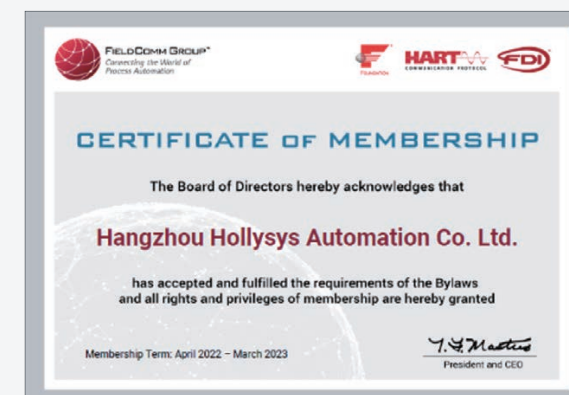 FIELDCOMM GROUP™
Connecting the World of
Process Automation
FOUNDATION
HART
COMMUNICATION PROTOCOL
FDI
CERTIFICATE OF MEMBERSHIP
The Board of Directors hereby acknowledges that
Hangzhou Hollysys Automation Co. Ltd.
has accepted and fulfilled the requirements of the Bylaws
and all rights and privileges of membership are hereby granted
Membership Term: April 2022 – March 2023
President and CEO